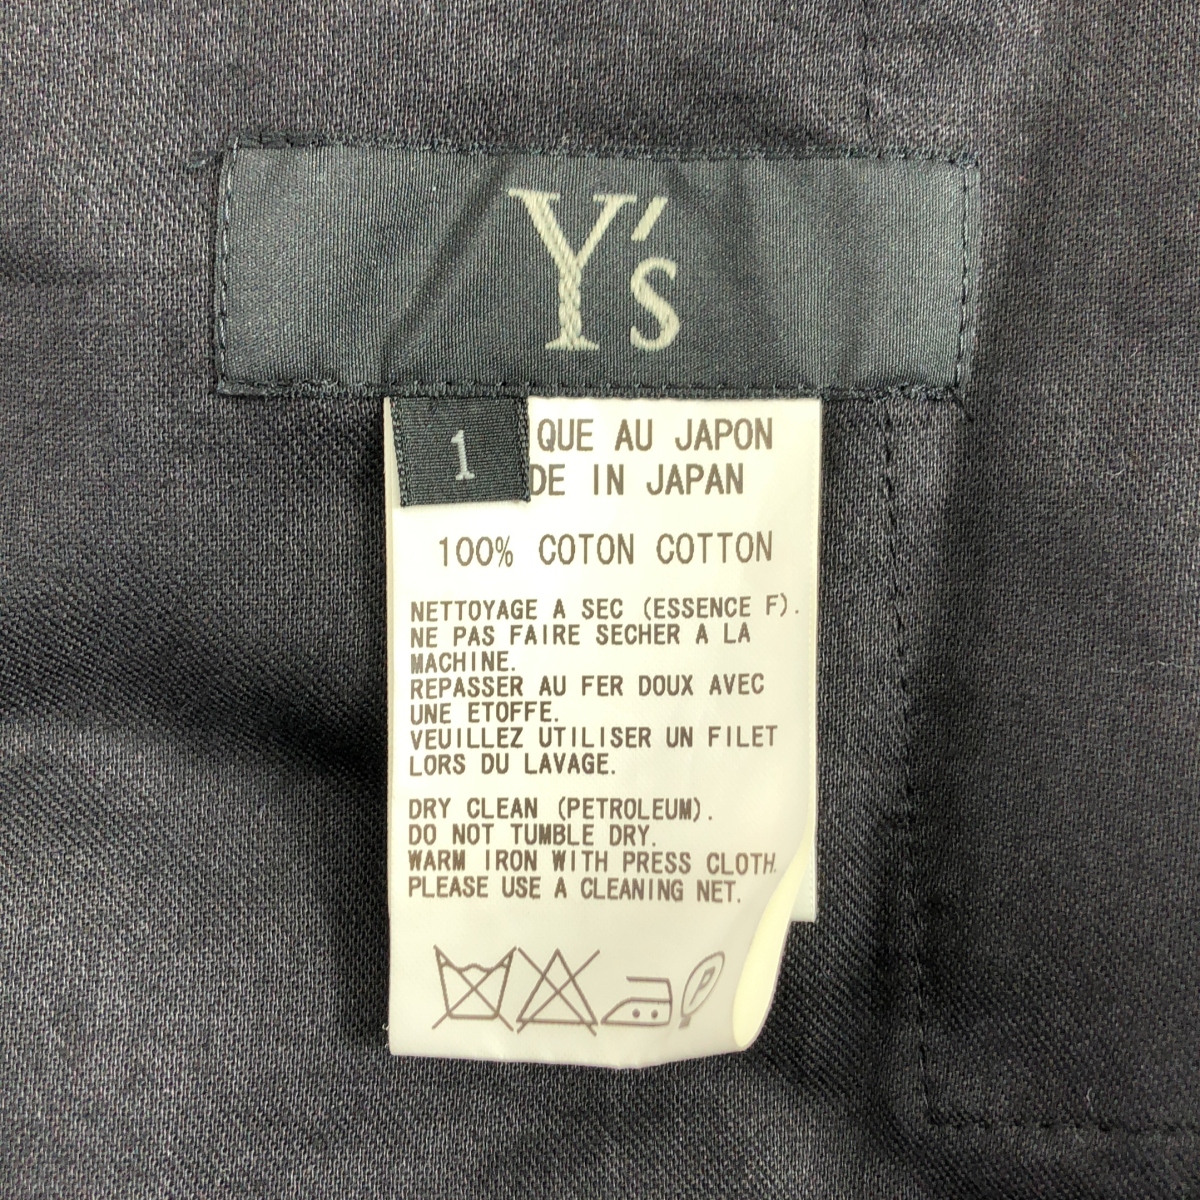 Y's
1
QUE AU JAPON
DE IN JAPAN
100% COTON COTTON
NETTOYAGE A SEC (ESSENCE F).
NE PAS FAIRE SECHER A LA
MACHINE.
REPASSER AU FER DOUX AVEC
UNE ETOFFE.
VEUILLEZ UTILISER UN FILET
LORS DU LAVAGE.
DRY CLEAN (PETROLEUM).
DO NOT TUMBLE DRY.
WARM IRON WITH PRESS CLOTH.
PLEASE USE A CLEANING NET.
P